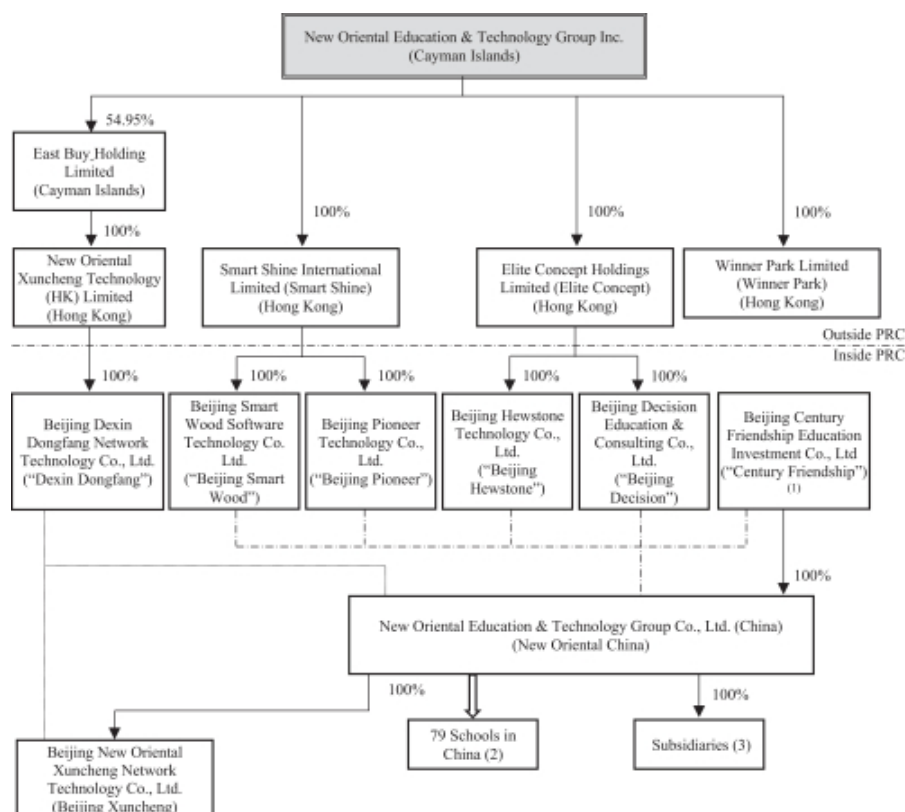 New Oriental Education & Technology Group Inc.
(Cayman Islands)
54.95%
East Buy Holding
Limited
(Cayman Islands)
100%
100%
100%
100%
New Oriental
Xuncheng Technology
(HK) Limited
(Hong Kong)
Smart Shine International
Limited (Smart Shine)
(Hong Kong)
Elite Concept Holdings
Limited (Elite Concept)
(Hong Kong)
Winner Park Limited
(Winner Park)
(Hong Kong)
Outside PRC
Inside PRC
100%
100%
100%
100%
100%
Beijing Dexin
Dongfang Network
Technology Co., Ltd.
(“Dexin Dongfang”)
Beijing Smart
Wood Software
Technology Co.
Ltd.
(“Beijing Smart
Wood”)
Beijing Pioneer
Technology Co.,
Ltd.
(“Beijing Pioneer”)
Beijing Hewstone
Technology Co.,
Ltd.
(“Beijing
Hewstone”)
Beijing Decision
Education &
Consulting Co.,
Ltd.
(“Beijing
Decision”)
Beijing Century
Friendship Education
Investment Co., Ltd
(“Century Friendship”)
(1)
100%
New Oriental Education & Technology Group Co., Ltd. (China)
(New Oriental China)
100%
100%
79 Schools in
China (2)
Subsidiaries (3)
Beijing New Oriental
Xuncheng Network
Technology Co., Ltd.
(Beijing Xuncheng)